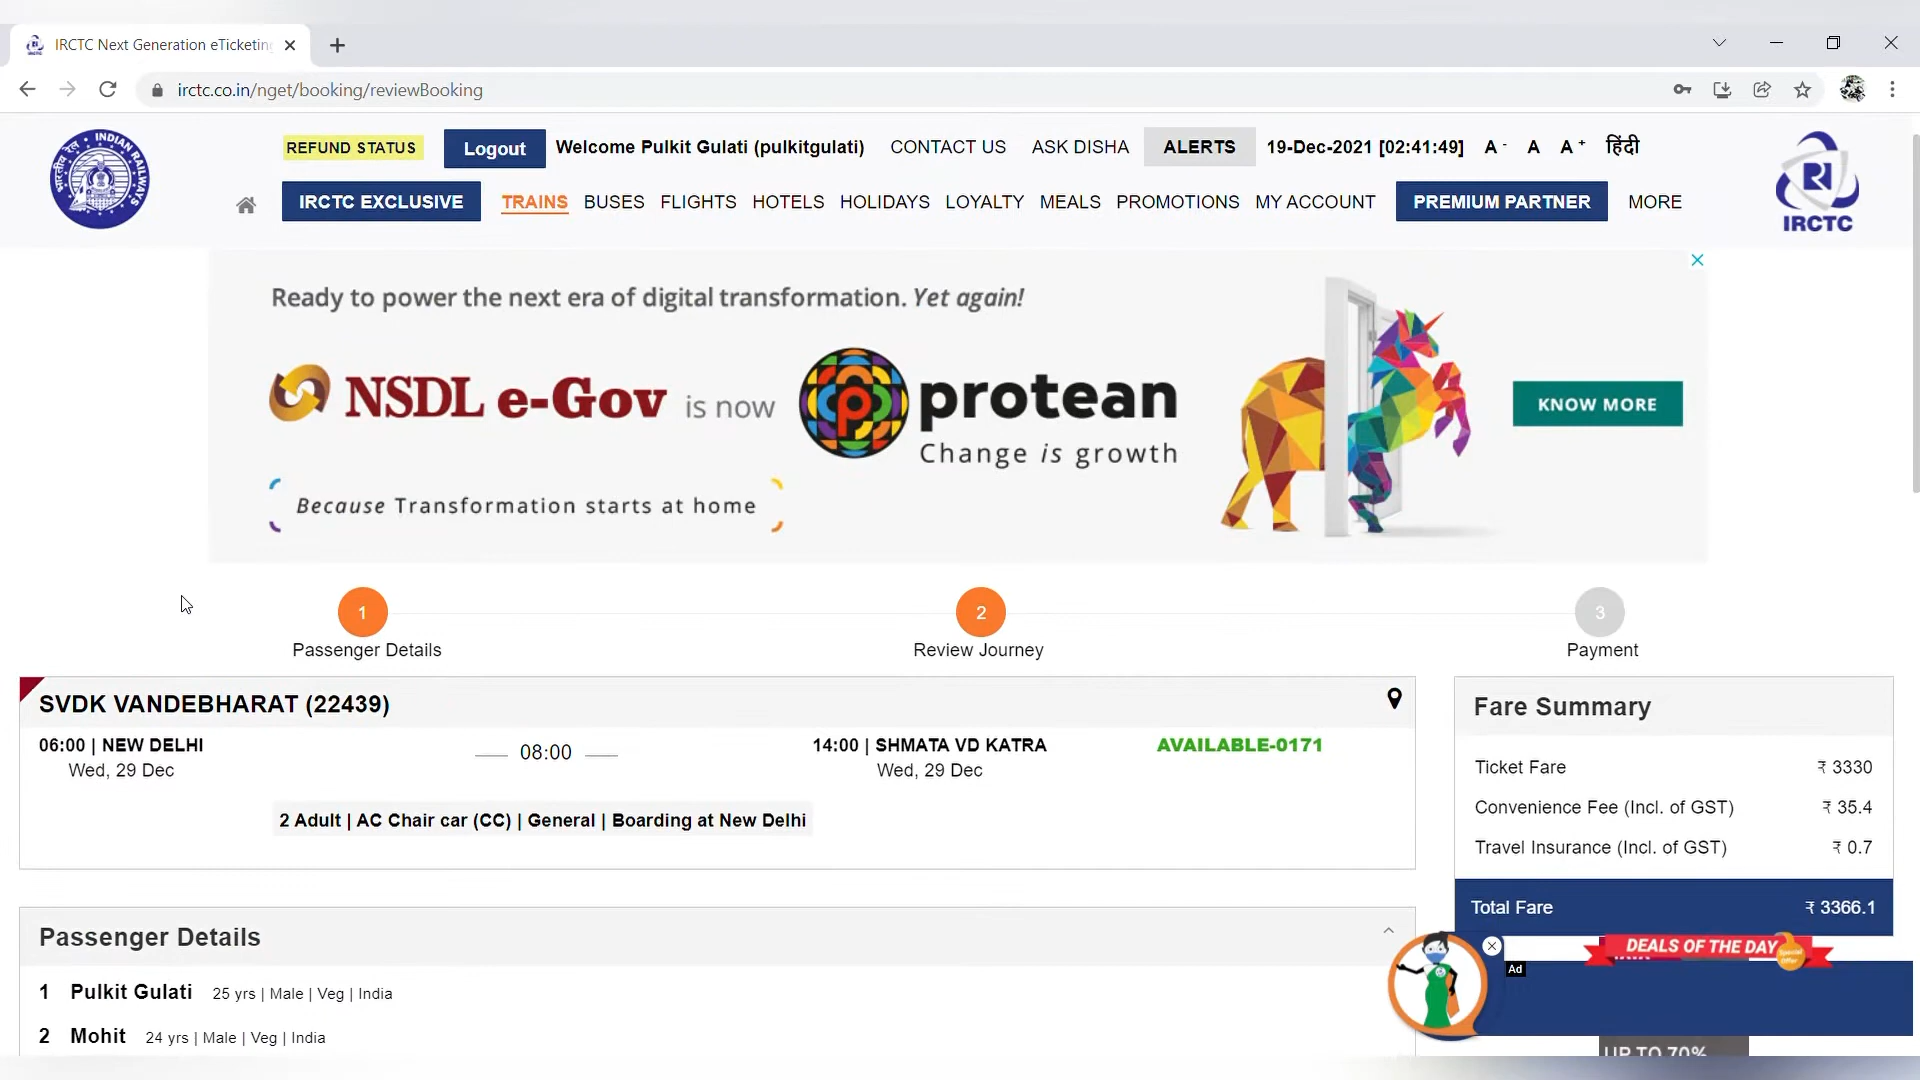 IRCTC Next Generation eTicketing
irctc.co.in/nget/booking/reviewBooking
REFUND STATUS Logout Welcome Pulkit Gulati (pulkitgulati) CONTACT US ASK DISHA ALERTS 19-Dec-2021 [02:41:49] A- A A+ हिंदी
IRCTC EXCLUSIVE TRAINS BUSES FLIGHTS HOTELS HOLIDAYS LOYALTY MEALS PROMOTIONS MY ACCOUNT PREMIUM PARTNER MORE
भारतीय रेल INDIAN RAILWAYS
IRCTC
Ready to power the next era of digital transformation. Yet again!
NSDL e-Gov is now protean
Change is growth
KNOW MORE
Because Transformation starts at home
1 2 3
Passenger Details Review Journey Payment
SVDK VANDEBHARAT (22439)
06:00 | NEW DELHI 08:00 14:00 | SHMATA VD KATRA AVAILABLE-0171
Wed, 29 Dec Wed, 29 Dec
2 Adult | AC Chair car (CC) | General | Boarding at New Delhi
Fare Summary
Ticket Fare ₹ 3330
Convenience Fee (Incl. of GST) ₹ 35.4
Travel Insurance (Incl. of GST) ₹ 0.7
Total Fare ₹ 3366.1
Passenger Details
1 Pulkit Gulati 25 yrs | Male | Veg | India
2 Mohit 24 yrs | Male | Veg | India
DEALS OF THE DAY
Special Offer
Ad
UP TO 70%